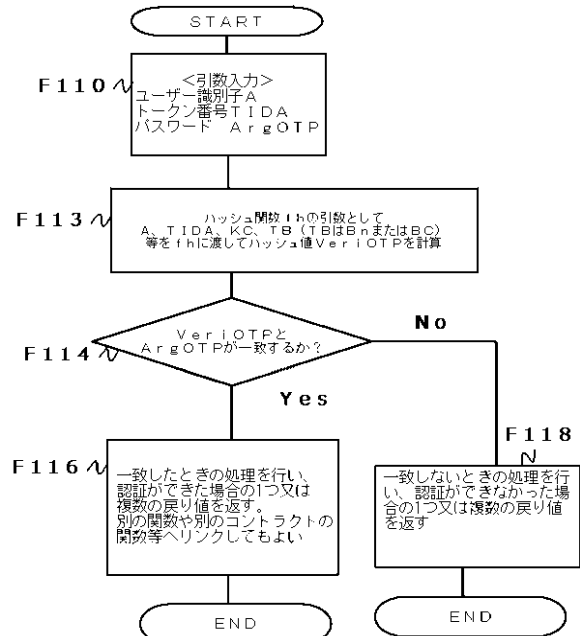 START
F110
<引数入力>
ユーザー識別子A
トークン番号TIDA
パスワード ArgOTP
F113
ハッシュ関数fhの引数として
A、TIDA、KC、TB(TBはBnまたはBC)
等をfhに渡してハッシュ値VeriOTPを計算
F114
VeriOTPと
ArgOTPが一致するか?
No
Yes
F116
一致したときの処理を行い、
認証ができた場合の1つ又は
複数の戻り値を返す。
別の関数や別のコントラクトの
関数等へリンクしてもよい
END
F118
一致しないときの処理を行
い、認証ができなかった場
合の1つ又は複数の戻り値
を返す
END